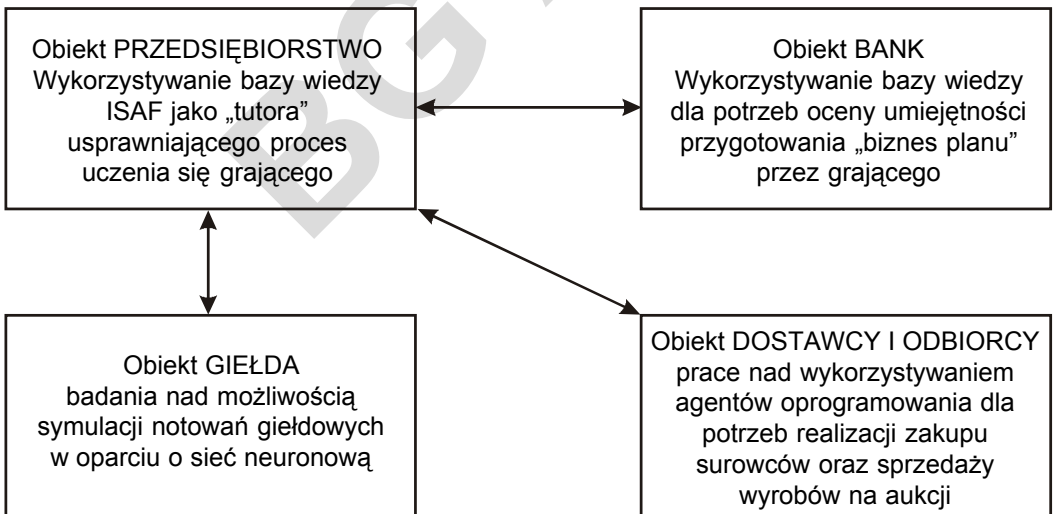 Obiekt PRZEDSIĘBIORSTWO
Wykorzystywanie bazy wiedzy
ISAF jako „tutora”
usprawniającego proces
uczenia się grającego
Obiekt BANK
Wykorzystywanie bazy wiedzy
dla potrzeb oceny umiejętności
przygotowania „biznes planu”
przez grającego
Obiekt GIEŁDA
badania nad możliwością
symulacji notowań giełdowych
w oparciu o sieć neuronową
Obiekt DOSTAWCY I ODBIORCY
prace nad wykorzystywaniem
agentów oprogramowania dla
potrzeb realizacji zakupu
surowców oraz sprzedaży
wyrobów na aukcji
BG